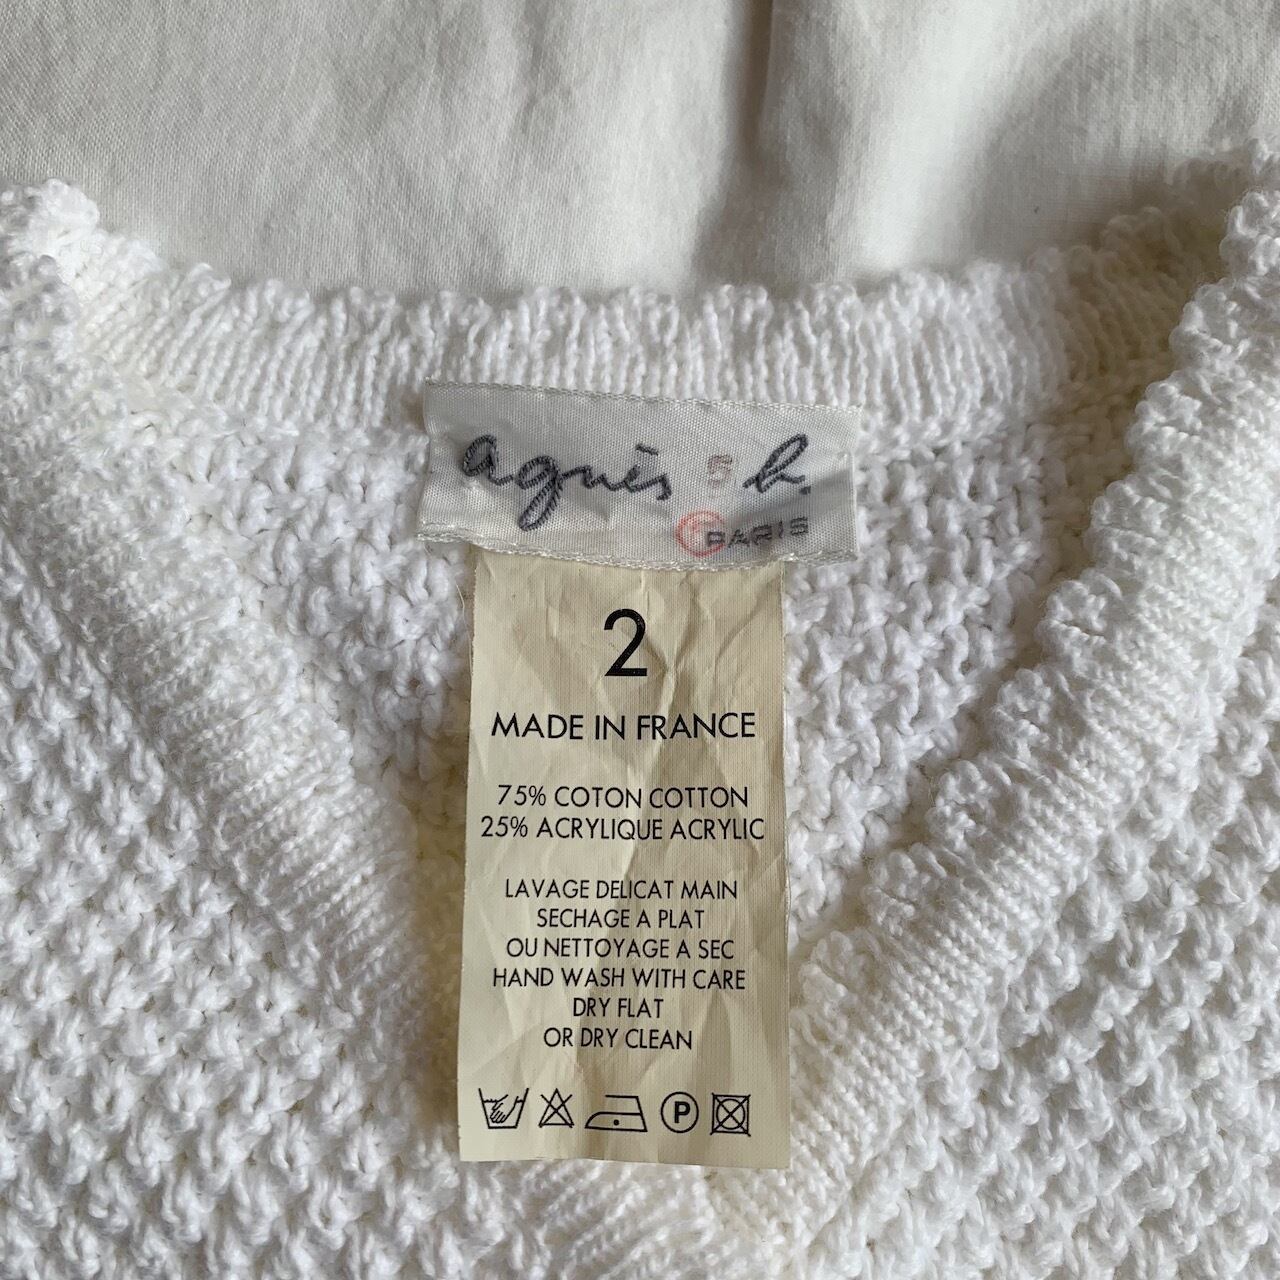 agnès b.
PARIS
2
MADE IN FRANCE
75% COTON COTTON
25% ACRYLIQUE ACRYLIC
LAVAGE DELICAT MAIN
SECHAGE A PLAT
OU NETTOYAGE A SEC
HAND WASH WITH CARE
DRY FLAT
OR DRY CLEAN
P